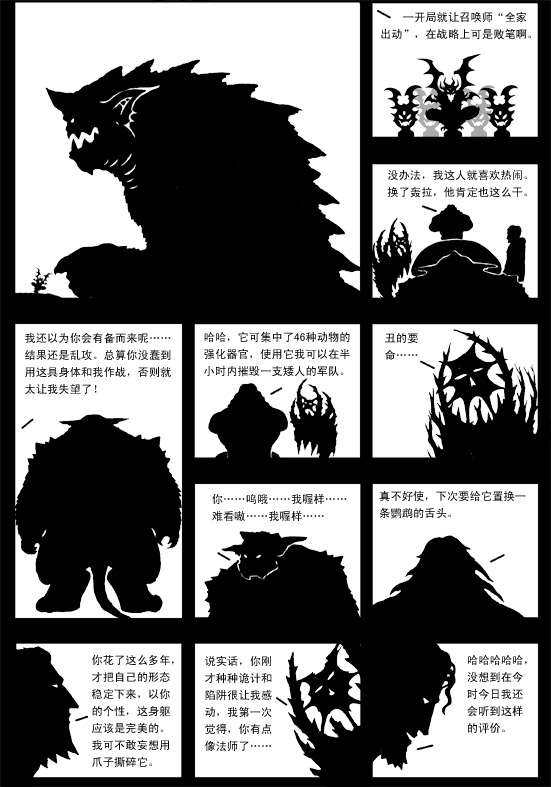 一开局就让召唤师“全家
出动”，在战略上可是败笔啊。
没办法，我这人就喜欢热闹。
换了轰拉，他肯定也这么干。
我还以为你会有备而来呢……
结果还是乱攻。总算你没蠢到
用这具身体和我作战，否则就
太让我失望了！
哈哈，它可集中了46种动物的
强化器官，使用它我可以在半
小时内摧毁一支矮人的军队。
丑的要
命……
你……呜哦……我喔样……
难看嗷……我喔样……
真不好使，下次要给它置换一
条鹦鹉的舌头。
你花了这么多年，
才把自己的形态
稳定下来，以你
的个性，这身躯
应该是完美的。
我可不敢妄想用
爪子撕碎它。
说实话，你刚
才种种诡计和
陷阱很让我感
动，我第一次
觉得，你有点
像法师了……
哈哈哈哈哈，
没想到在今
时今日我还
会听到这样
的评价。